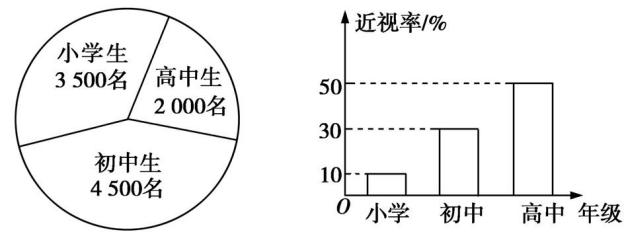 小学生
3 500名
高中生
2 000名
初中生
4 500名
近视率/%
50
30
10
O
小学 初中 高中 年级